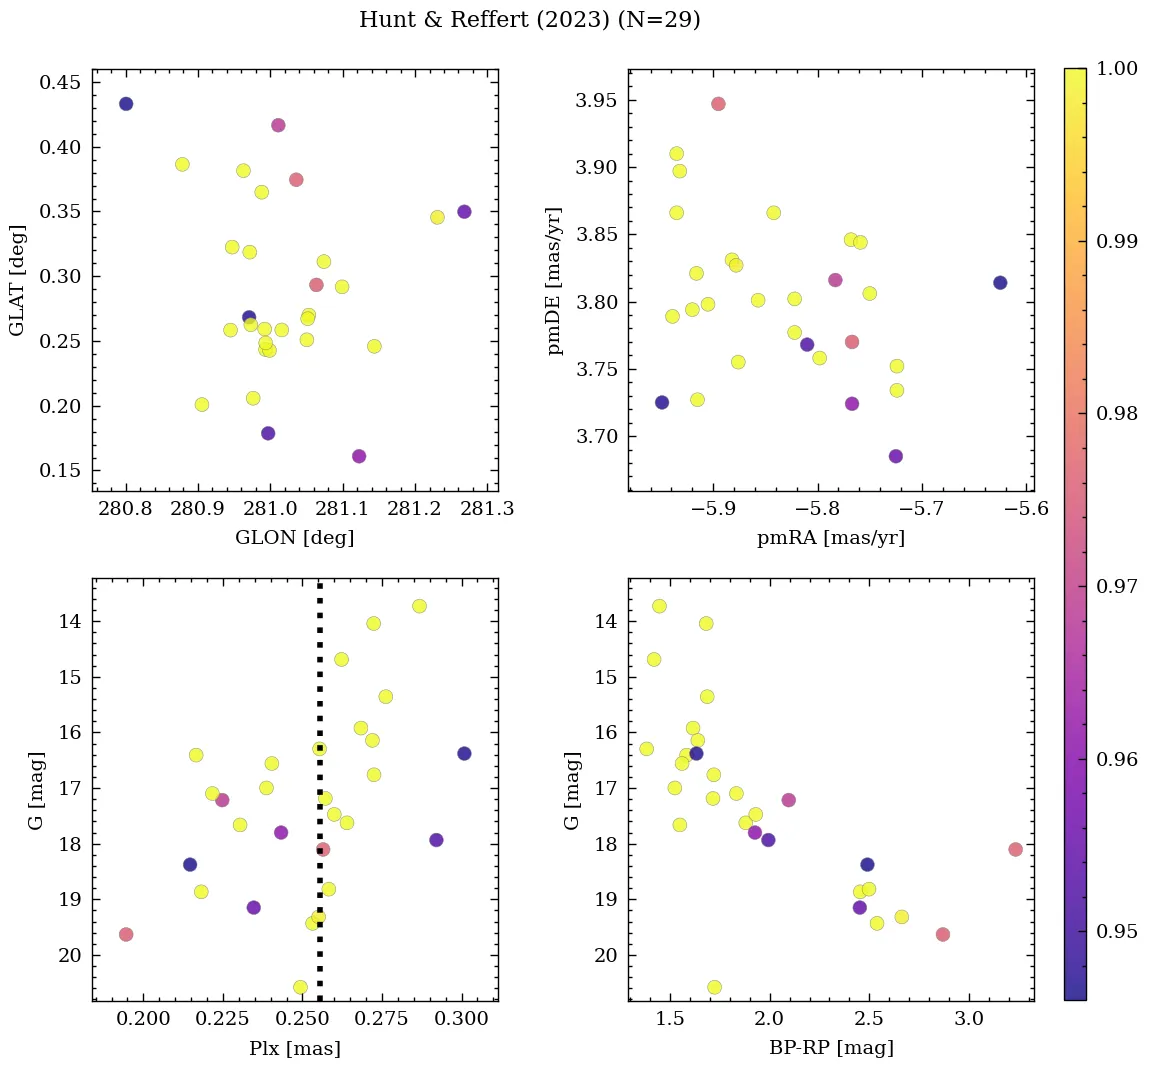 Hunt & Reffert (2023) (N=29)
0.45
0.40
0.35
0.30
0.25
0.20
0.15
GLAT [deg]
280.8 280.9 281.0 281.1 281.2 281.3
GLON [deg]
3.95
3.90
3.85
3.80
3.75
3.70
pmDE [mas/yr]
−5.9 −5.8 −5.7 −5.6
pmRA [mas/yr]
14
15
16
17
18
19
20
G [mag]
0.200 0.225 0.250 0.275 0.300
Plx [mas]
14
15
16
17
18
19
20
G [mag]
1.5 2.0 2.5 3.0
BP-RP [mag]
1.00
0.99
0.98
0.97
0.96
0.95